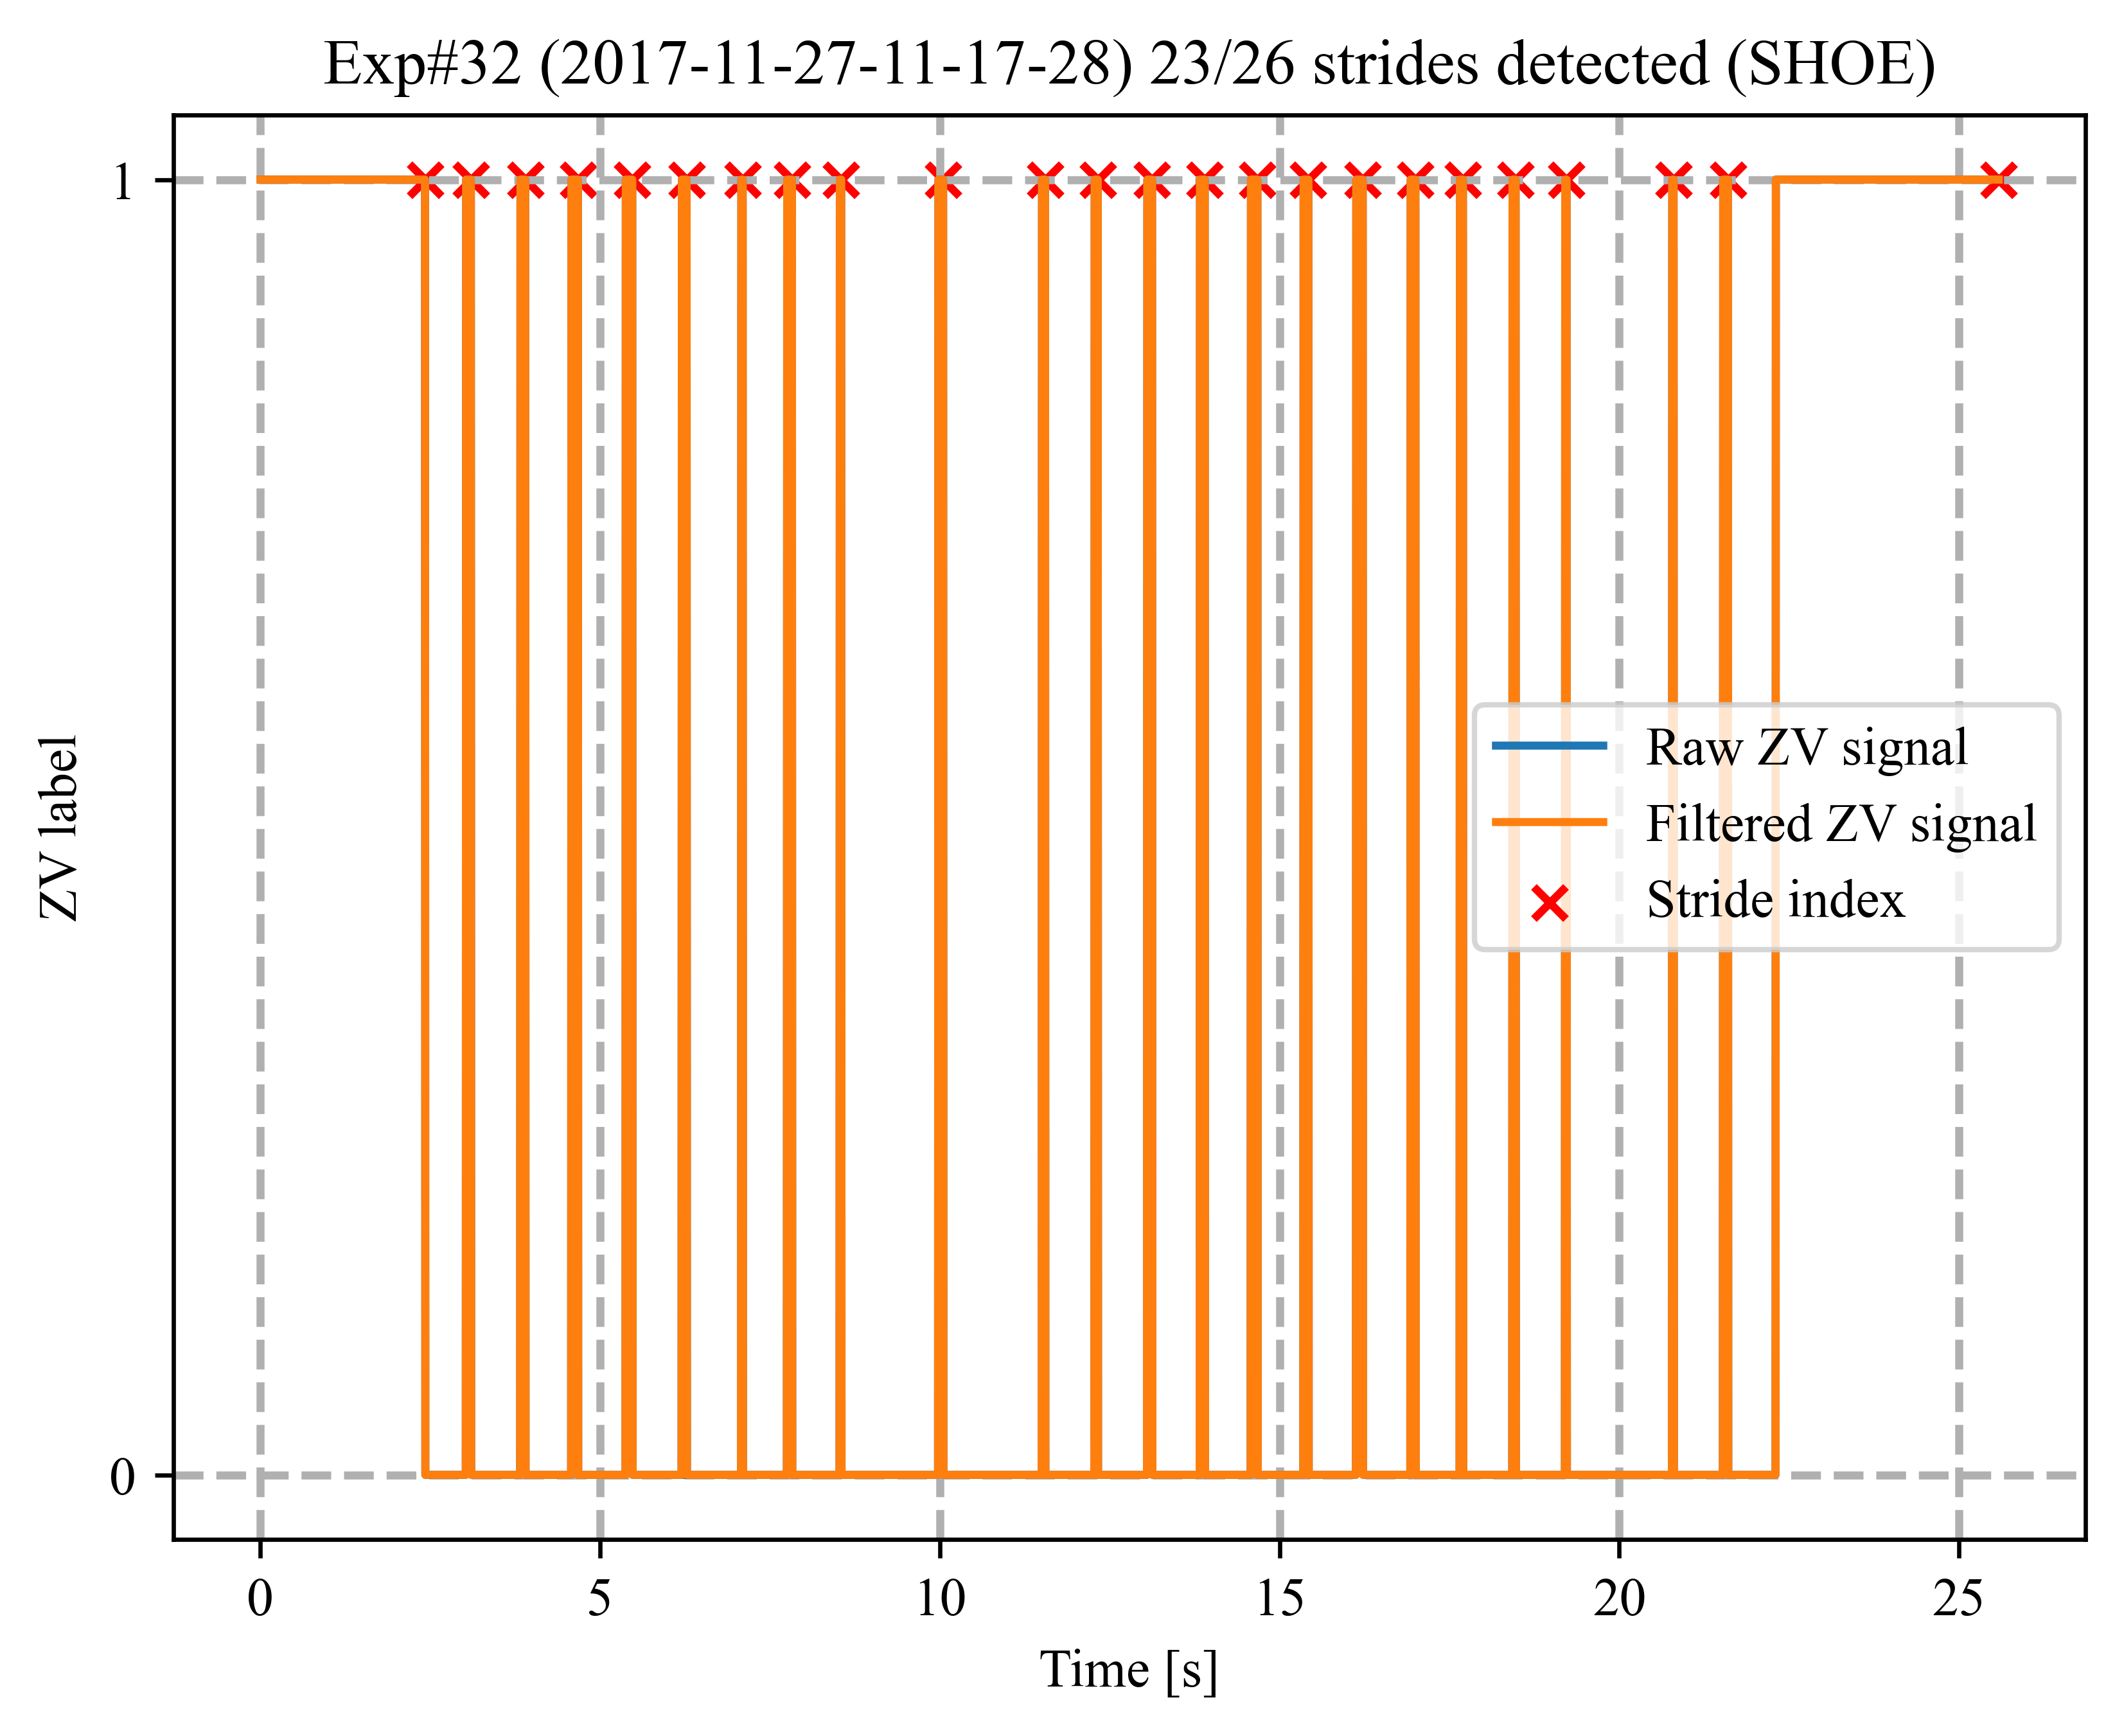 Exp#32 (2017-11-27-11-17-28) 23/26 strides detected (SHOE)
1
ZV label
Raw ZV signal
Filtered ZV signal
Stride index
0
0 5 10 15 20 25
Time [s]